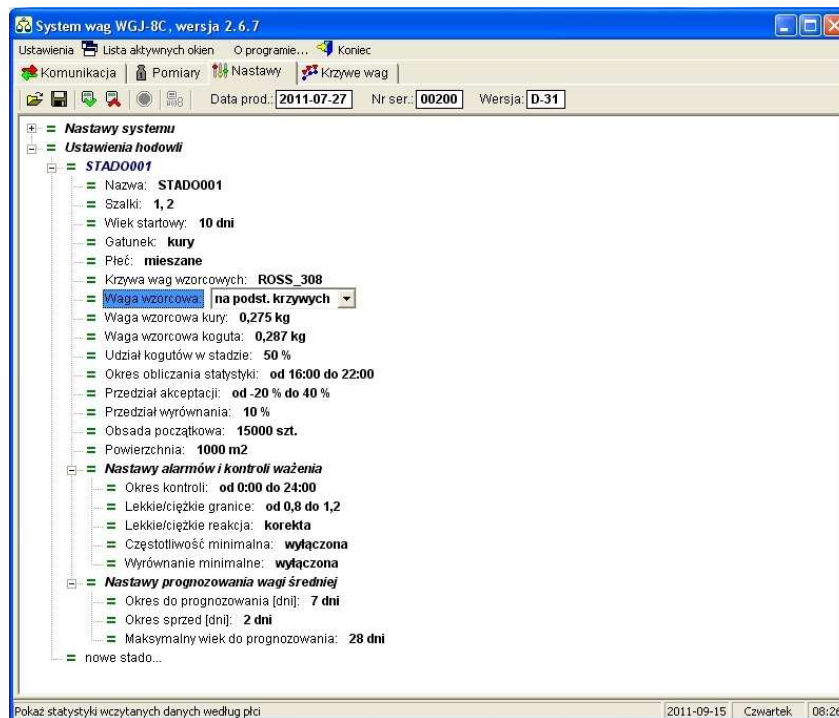 System wag WGJ-8C, wersja 2.6.7
Ustawienia Lista aktywnych okien O programie... Koniec
Komunikacja Pomiary Nastawy Krzywe wag
Data prod.: 2011-07-27 Nr ser.: 00200 Wersja: D-31
Nastawy systemu
Ustawienia hodowli
STADO001
Nazwa: STADO001
Szalki: 1, 2
Wiek startowy: 10 dni
Gatunek: kury
Płeć: mieszane
Krzywa wag wzorcowych: ROSS_308
Waga wzorcowa: na podst. krzywych
Waga wzorcowa kury: 0,275 kg
Waga wzorcowa koguta: 0,287 kg
Udział kogutów w stadzie: 50 %
Okres obliczania statystyki: od 16:00 do 22:00
Przedział akceptacji: od -20 % do 40 %
Przedział wyrównania: 10 %
Obsada początkowa: 15000 szt.
Powierzchnia: 1000 m2
Nastawy alarmów i kontroli ważenia
Okres kontroli: od 0:00 do 24:00
Lekkie/ciężkie granice: od 0,8 do 1,2
Lekkie/ciężkie reakcja: korekta
Częstotliwość minimalna: wyłączona
Wyrównanie minimalne: wyłączona
Nastawy prognozowania wagi średniej
Okres do prognozowania [dni]: 7 dni
Okres sprzed [dni]: 2 dni
Maksymalny wiek do prognozowania: 28 dni
nowe stado...
Pokaż statystyki wczytanych danych według płci 2011-09-15 Czwartek 08:26